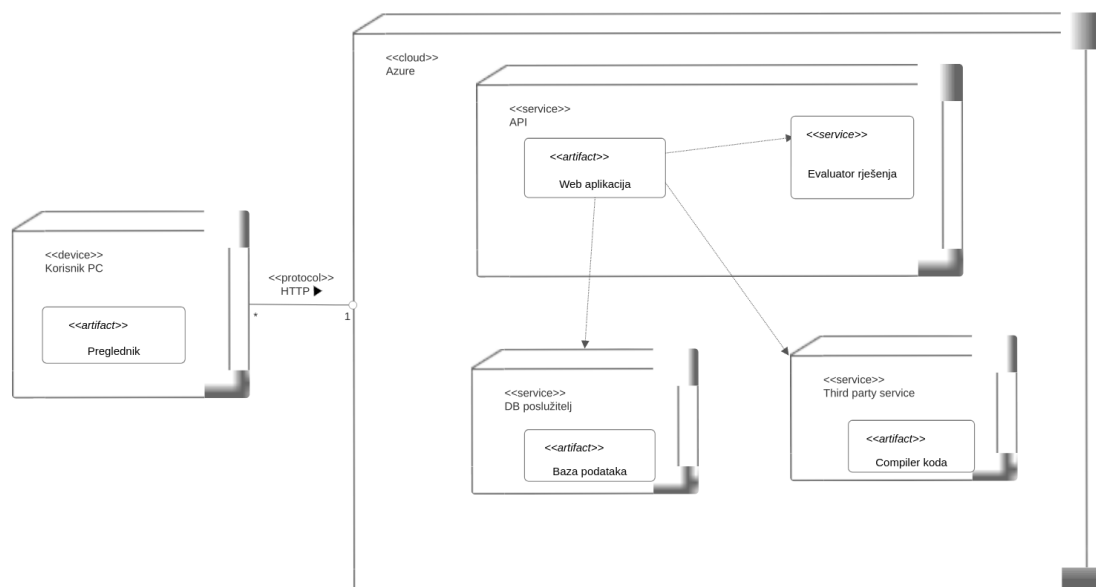 <<cloud>>
Azure
<<service>>
API
<<artifact>>
Web aplikacija
<<service>>
Evaluator rješenja
<<device>>
Korisnik PC
<<artifact>>
Preglednik
<<protocol>>
HTTP ▶
*
1
<<service>>
DB poslužitelj
<<artifact>>
Baza podataka
<<service>>
Third party service
<<artifact>>
Compiler koda